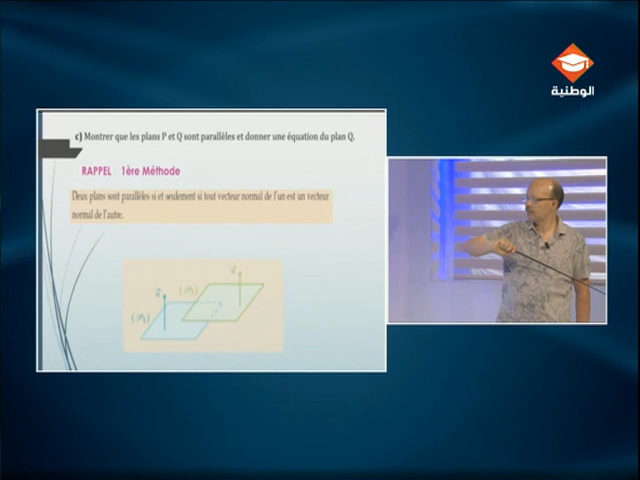 الوطنية
c) Montrer que les plans P et Q sont parallèles et donner une équation du plan Q.
RAPPEL 1ère Méthode
Deux plans sont parallèles si et seulement si tout vecteur normal de l'un est un vecteur
normal de l'autre.